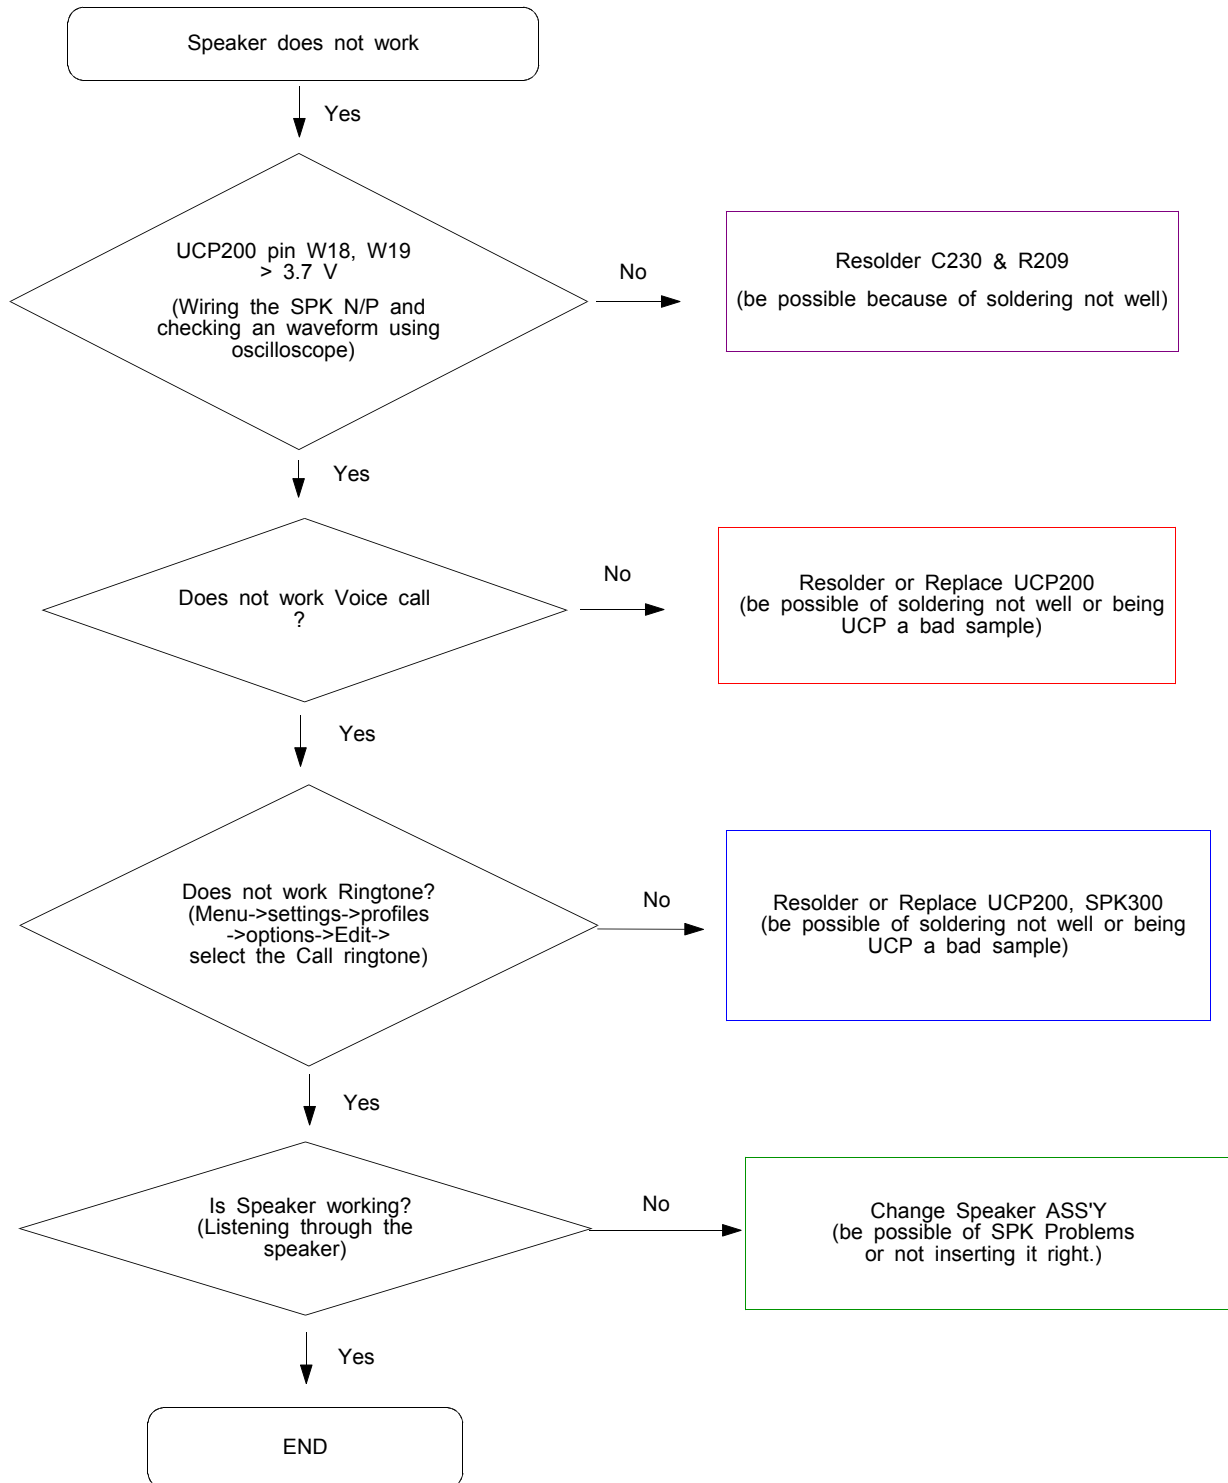 Speaker does not work
Yes
UCP200 pin W18, W19
> 3.7 V
(Wiring the SPK N/P and
checking an waveform using
oscilloscope)
No
Resolder C230 & R209
(be possible because of soldering not well)
Yes
Does not work Voice call
?
No
Resolder or Replace UCP200
(be possible of soldering not well or being
UCP a bad sample)
Yes
Does not work Ringtone?
(Menu->settings->profiles
->options->Edit->
select the Call ringtone)
No
Resolder or Replace UCP200, SPK300
(be possible of soldering not well or being
UCP a bad sample)
Yes
Is Speaker working?
(Listening through the
speaker)
No
Change Speaker ASS'Y
(be possible of SPK Problems
or not inserting it right.)
Yes
END